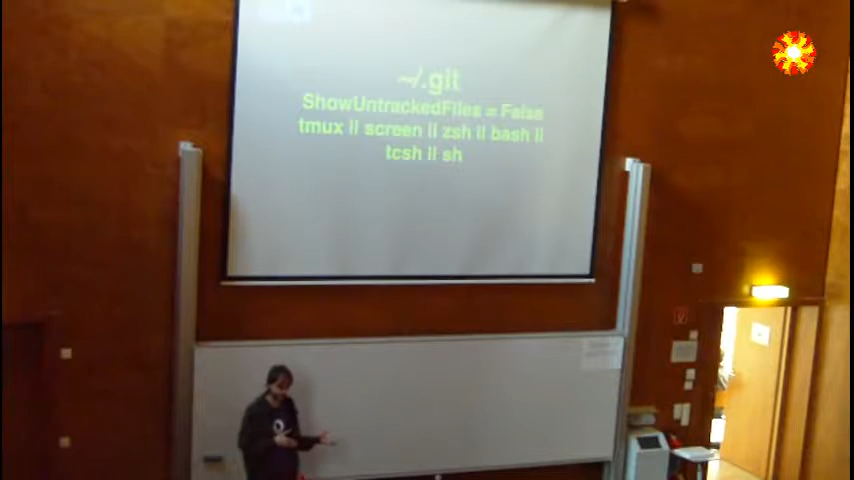 ~/.git
ShowUntrackedFiles = False
tmux || screen || zsh || bash ||
tcsh || sh